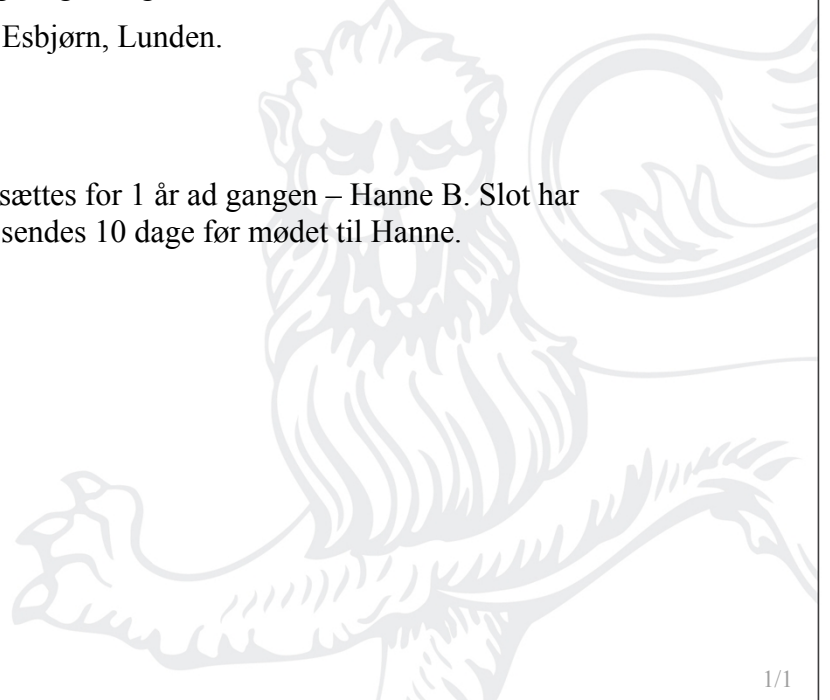 Esbjørn, Lunden.
sættes for 1 år ad gangen – Hanne B. Slot har
sendes 10 dage før mødet til Hanne.
1/1